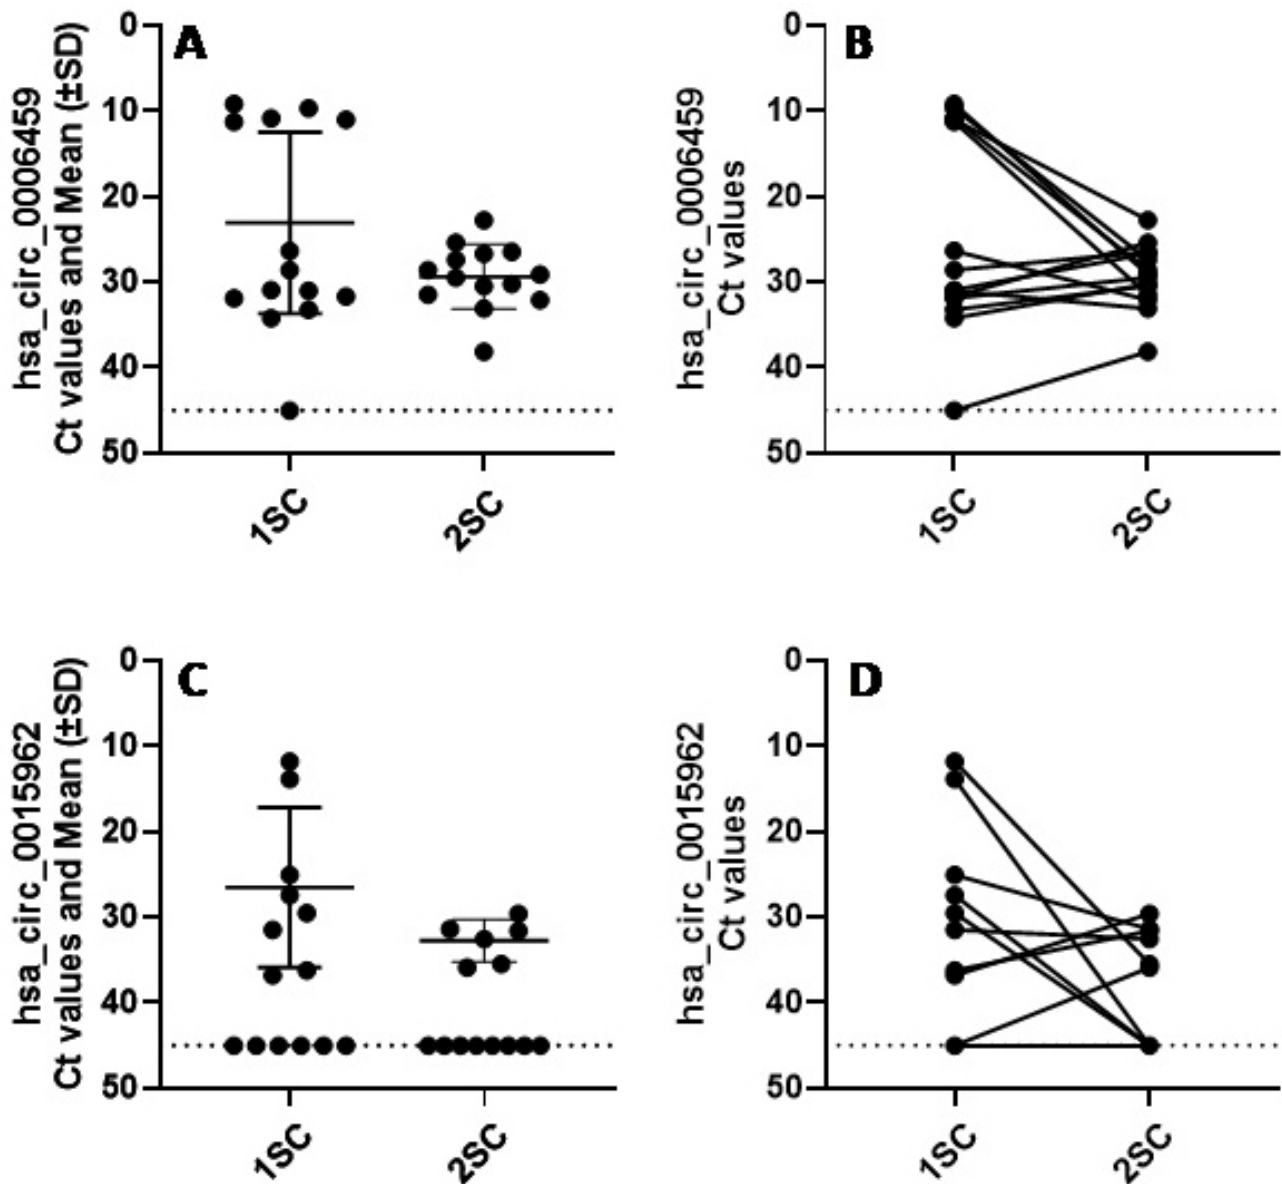 A
hsa_circ_0006459
Ct values and Mean (±SD)
0
10
20
30
40
50
1SC
2SC
B
hsa_circ_0006459
Ct values
0
10
20
30
40
50
1SC
2SC
C
hsa_circ_0015962
Ct values and Mean (±SD)
0
10
20
30
40
50
1SC
2SC
D
hsa_circ_0015962
Ct values
0
10
20
30
40
50
1SC
2SC